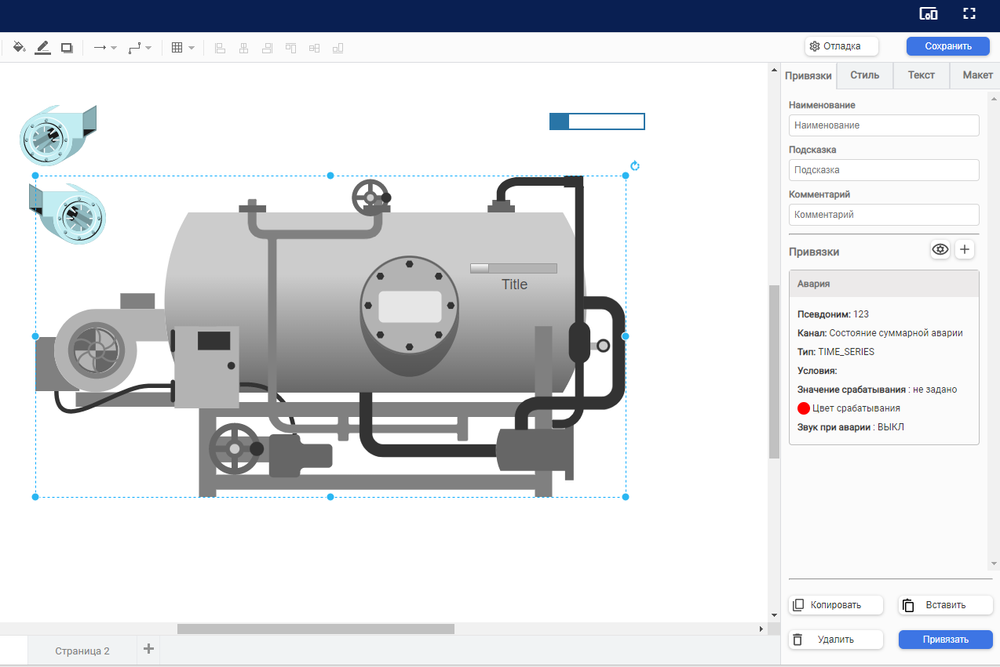 Отладка
Сохранить
Привязки Стиль Текст Макет
Наименование
Наименование
Подсказка
Подсказка
Комментарий
Комментарий
Привязки
Авария
Псевдоним: 123
Канал: Состояние суммарной аварии
Тип: TIME_SERIES
Условия:
Значение срабатывания : не задано
Цвет срабатывания
Звук при аварии : ВЫКЛ
Title
Копировать
Вставить
Удалить
Привязать
Страница 2